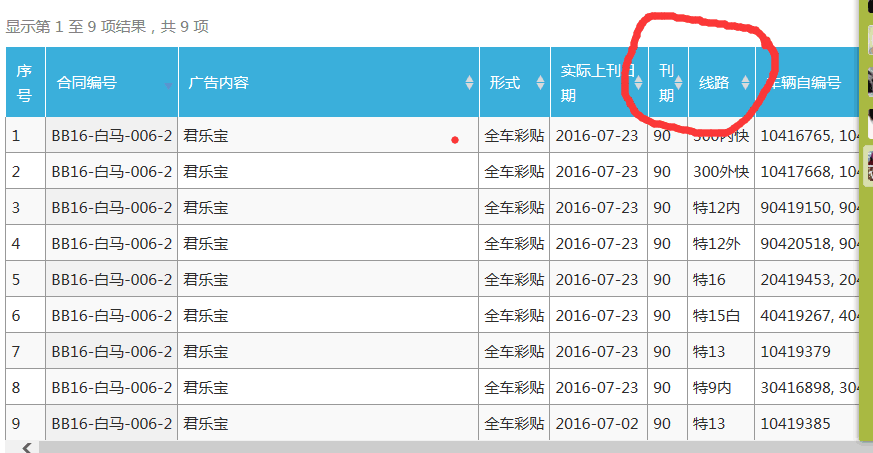 显示第 1 至 9 项结果，共 9 项
序号 合同编号 广告内容 形式 实际上刊日期 刊期 线路 车辆自编号
1 BB16-白马-006-2 君乐宝 全车彩贴 2016-07-23 90 300内快 10416765, 104
2 BB16-白马-006-2 君乐宝 全车彩贴 2016-07-23 90 300外快 10417668, 104
3 BB16-白马-006-2 君乐宝 全车彩贴 2016-07-23 90 特12内 90419150, 904
4 BB16-白马-006-2 君乐宝 全车彩贴 2016-07-23 90 特12外 90420518, 904
5 BB16-白马-006-2 君乐宝 全车彩贴 2016-07-23 90 特16 20419453, 204
6 BB16-白马-006-2 君乐宝 全车彩贴 2016-07-23 90 特15白 40419267, 404
7 BB16-白马-006-2 君乐宝 全车彩贴 2016-07-23 90 特13 10419379
8 BB16-白马-006-2 君乐宝 全车彩贴 2016-07-23 90 特9内 30416898, 304
9 BB16-白马-006-2 君乐宝 全车彩贴 2016-07-02 90 特13 10419385